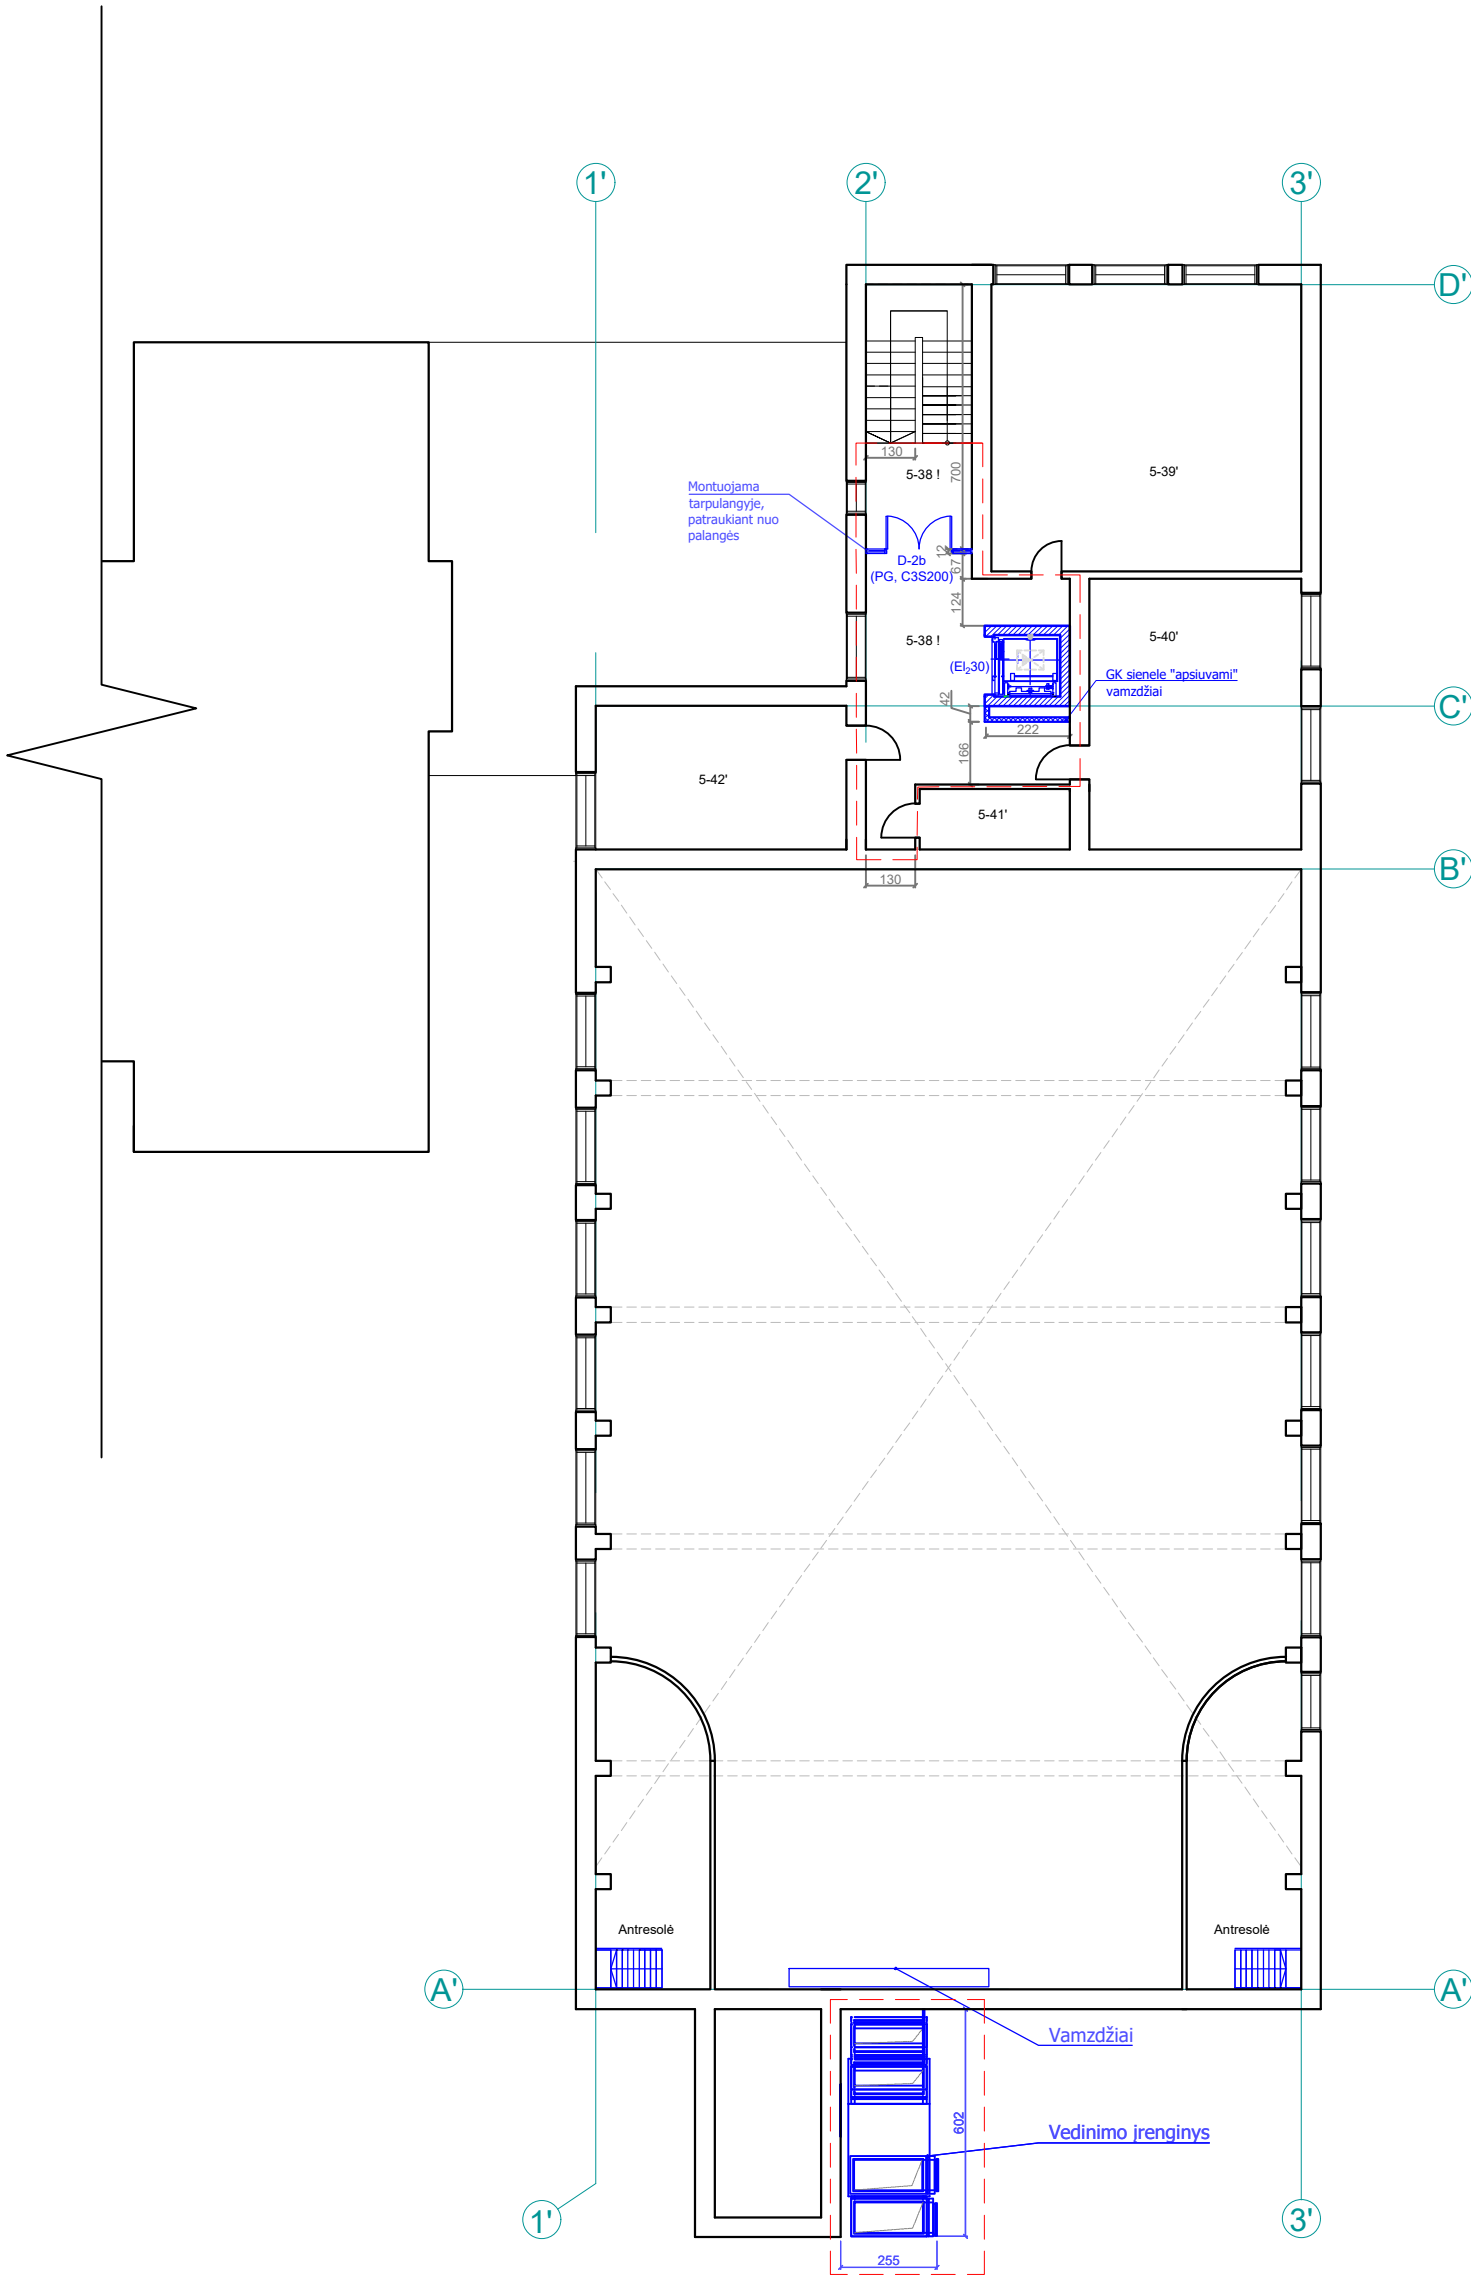 1'
2'
3'
D'
130
5-38 !
700
5-39'
Montuojama
tarpulangyje,
patraukiant nuo
palangės
12
D-2b
67
(PG, C3S200)
124
5-38 !
5-40'
(EI₂30)
GK sienele "apsiuvami"
vamzdžiai
42
C'
222
166
5-42'
5-41'
B'
130
Antresolė
Antresolė
A'
A'
Vamzdžiai
602
Vedinimo įrenginys
1'
3'
255